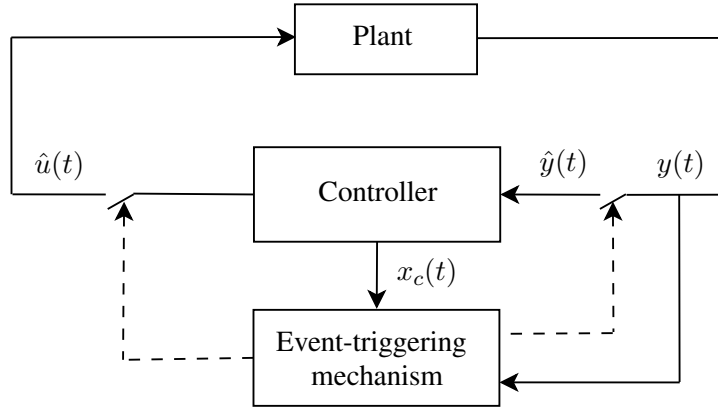 Plant
û(t)
Controller
ŷ(t)
y(t)
x_c(t)
Event-triggering
mechanism